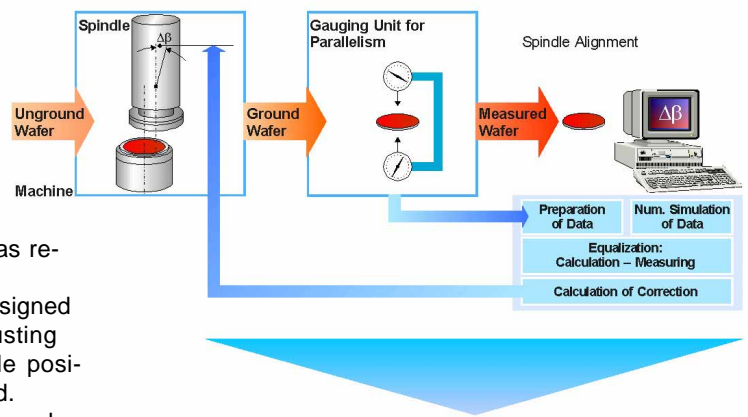 Spindle
Δβ
Unground
Wafer
Machine
Ground
Wafer
Gauging Unit for
Parallelism
Measured
Wafer
Spindle Alignment
Δβ
Preparation
of Data
Num. Simulation
of Data
Equalization:
Calculation – Measuring
Calculation of Correction
as re-
signed
usting
le posi-
d.